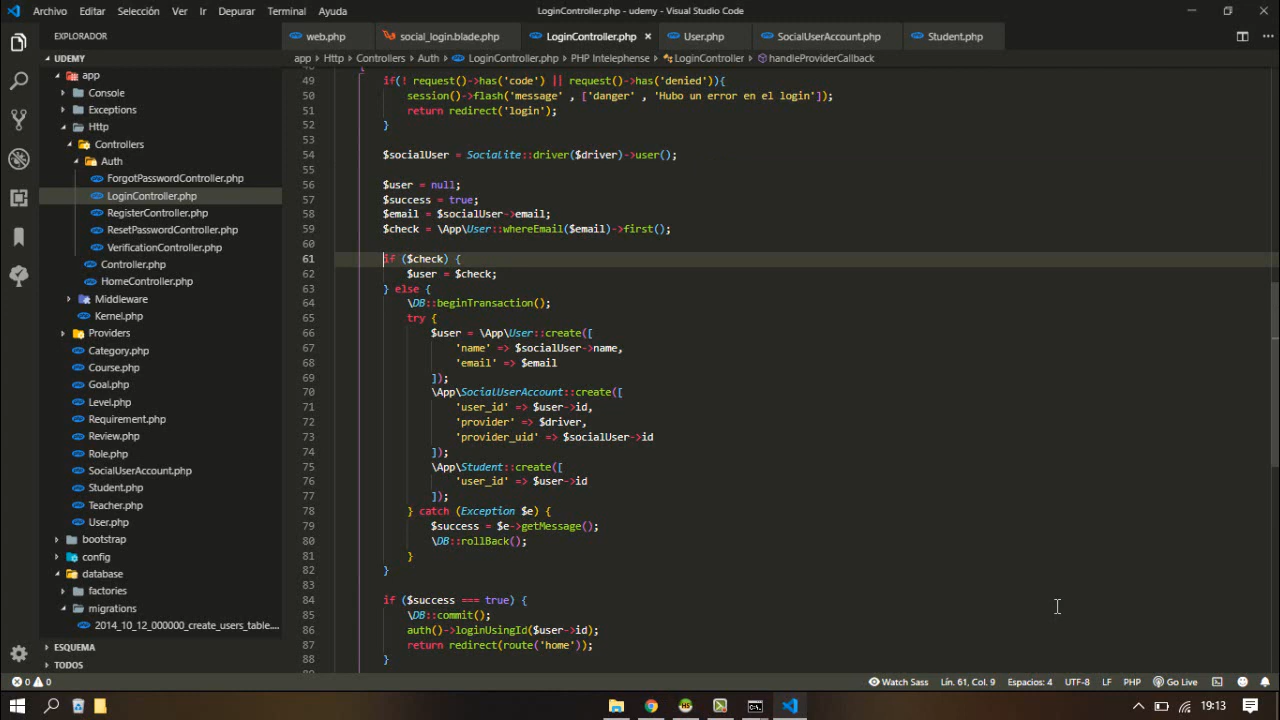 Archivo Editar Selección Ver Ir Depurar Terminal Ayuda LoginController.php - udemy - Visual Studio Code
EXPLORADOR web.php social_login.blade.php LoginController.php × User.php SocialUserAccount.php Student.php
UDEMY app > Http > Controllers > Auth > LoginController.php > PHP Intelephense > LoginController > handleProviderCallback
app
Console
Exceptions
Http
Controllers
Auth
ForgotPasswordController.php
LoginController.php
RegisterController.php
ResetPasswordController.php
VerificationController.php
Controller.php
HomeController.php
Middleware
Kernel.php
Providers
Category.php
Course.php
Goal.php
Level.php
Requirement.php
Review.php
Role.php
SocialUserAccount.php
Student.php
Teacher.php
User.php
bootstrap
config
database
factories
migrations
2014_10_12_000000_create_users_table....
ESQUEMA
TODOS
49 if(! request()->has('code') || request()->has('denied')){
50 session()->flash('message' , ['danger' , 'Hubo un error en el login']);
51 return redirect('login');
52 }
53
54 $socialUser = Socialite::driver($driver)->user();
55
56 $user = null;
57 $success = true;
58 $email = $socialUser->email;
59 $check = \App\User::whereEmail($email)->first();
60
61 if ($check) {
62 $user = $check;
63 } else {
64 \DB::beginTransaction();
65 try {
66 $user = \App\User::create([
67 'name' => $socialUser->name,
68 'email' => $email
69 ]);
70 \App\SocialUserAccount::create([
71 'user_id' => $user->id,
72 'provider' => $driver,
73 'provider_uid' => $socialUser->id
74 ]);
75 \App\Student::create([
76 'user_id' => $user->id
77 ]);
78 } catch (Exception $e) {
79 $success = $e->getMessage();
80 \DB::rollBack();
81 }
82 }
83
84 if ($success === true) {
85 \DB::commit();
86 auth()->loginUsingId($user->id);
87 return redirect(route('home'));
88 }
0 0 Watch Sass Lín. 61, Col. 9 Espacios: 4 UTF-8 LF PHP Go Live
19:13